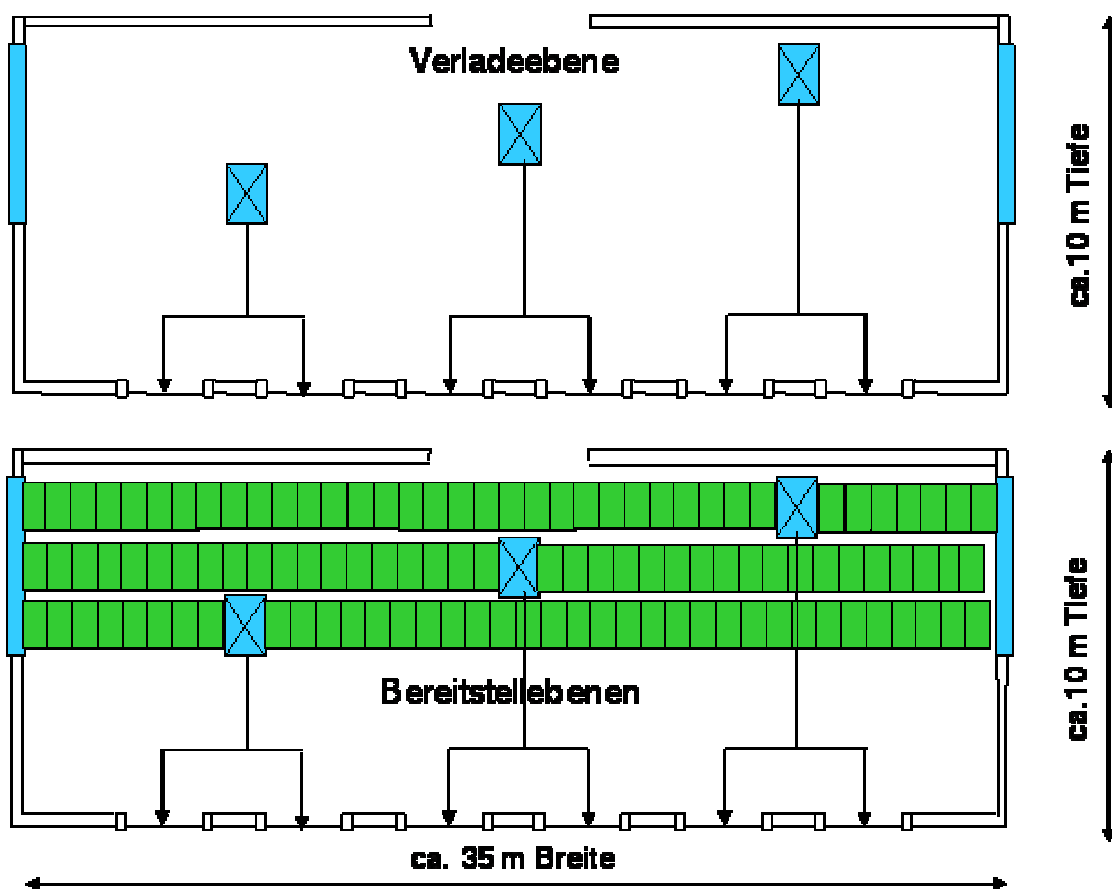 Verladeebene
ca.10 m Tiefe
Bereitstellebenen
ca.10 m Tiefe
ca. 35 m Breite